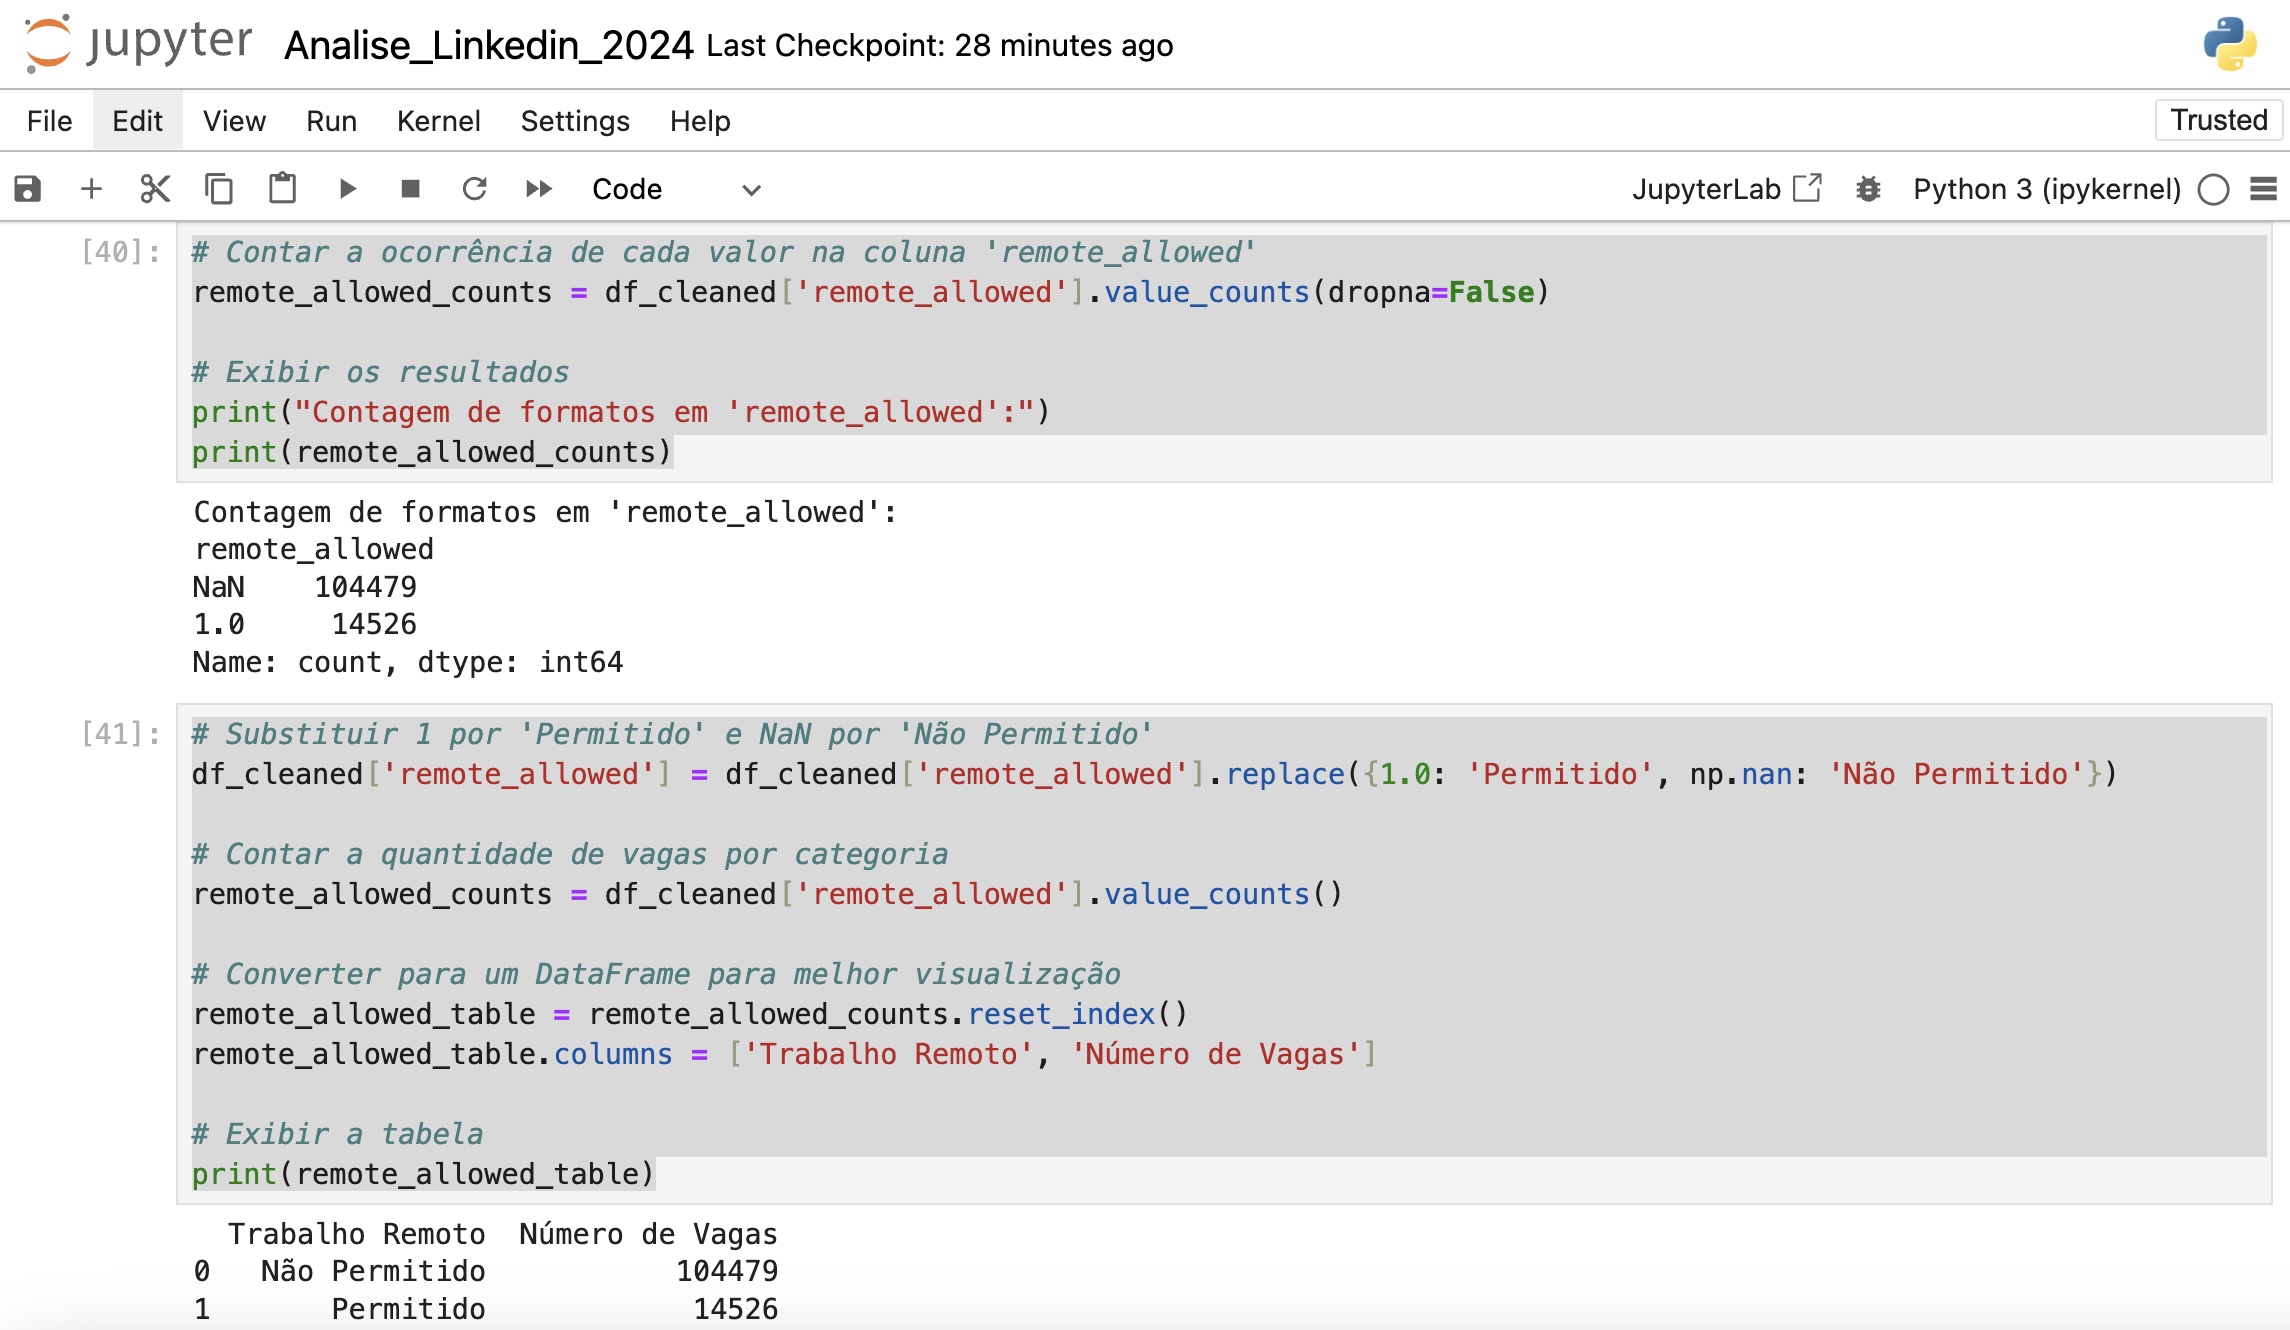 jupyter Analise_Linkedin_2024 Last Checkpoint: 28 minutes ago
File Edit View Run Kernel Settings Help Trusted
Code JupyterLab Python 3 (ipykernel)
[40]: # Contar a ocorrência de cada valor na coluna 'remote_allowed'
remote_allowed_counts = df_cleaned['remote_allowed'].value_counts(dropna=False)
# Exibir os resultados
print("Contagem de formatos em 'remote_allowed':")
print(remote_allowed_counts)
Contagem de formatos em 'remote_allowed':
remote_allowed
NaN    104479
1.0     14526
Name: count, dtype: int64
[41]: # Substituir 1 por 'Permitido' e NaN por 'Não Permitido'
df_cleaned['remote_allowed'] = df_cleaned['remote_allowed'].replace({1.0: 'Permitido', np.nan: 'Não Permitido'})
# Contar a quantidade de vagas por categoria
remote_allowed_counts = df_cleaned['remote_allowed'].value_counts()
# Converter para um DataFrame para melhor visualização
remote_allowed_table = remote_allowed_counts.reset_index()
remote_allowed_table.columns = ['Trabalho Remoto', 'Número de Vagas']
# Exibir a tabela
print(remote_allowed_table)
  Trabalho Remoto  Número de Vagas
0   Não Permitido           104479
1       Permitido            14526